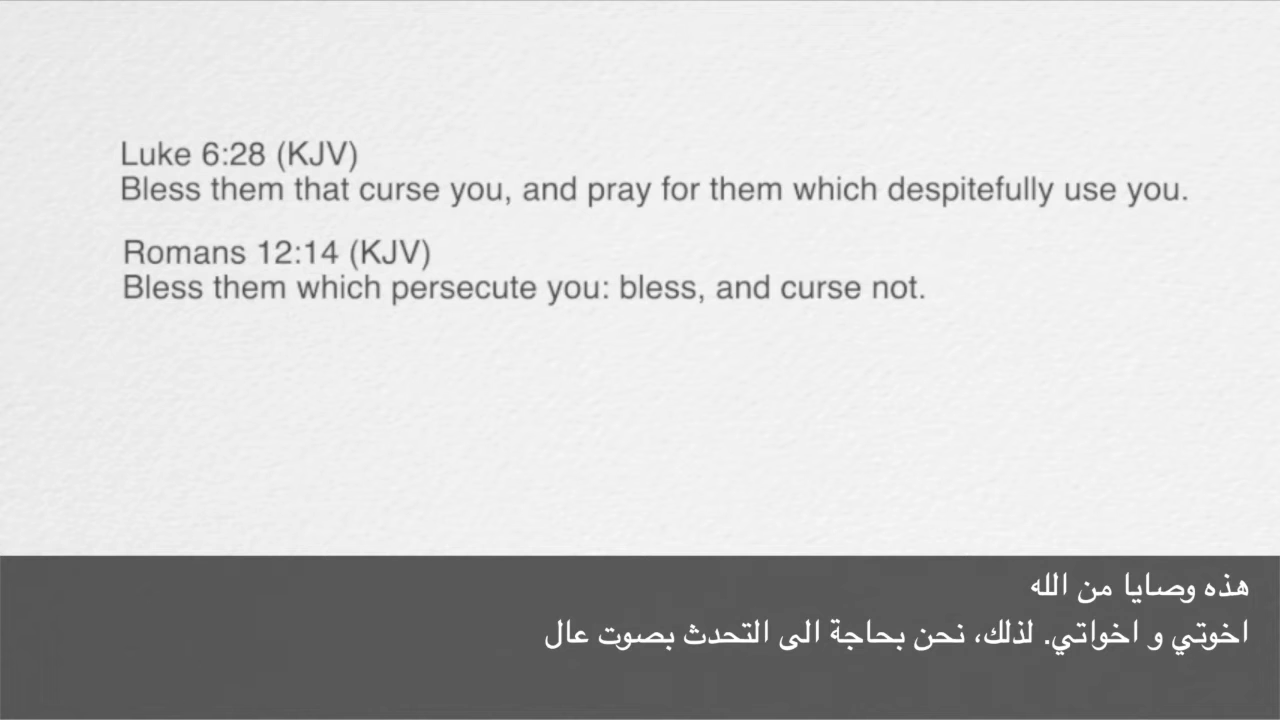 Luke 6:28 (KJV)
Bless them that curse you, and pray for them which despitefully use you.
Romans 12:14 (KJV)
Bless them which persecute you: bless, and curse not.
هذه وصايا من الله
اخوتي و اخواتي. لذلك، نحن بحاجة الى التحدث بصوت عال